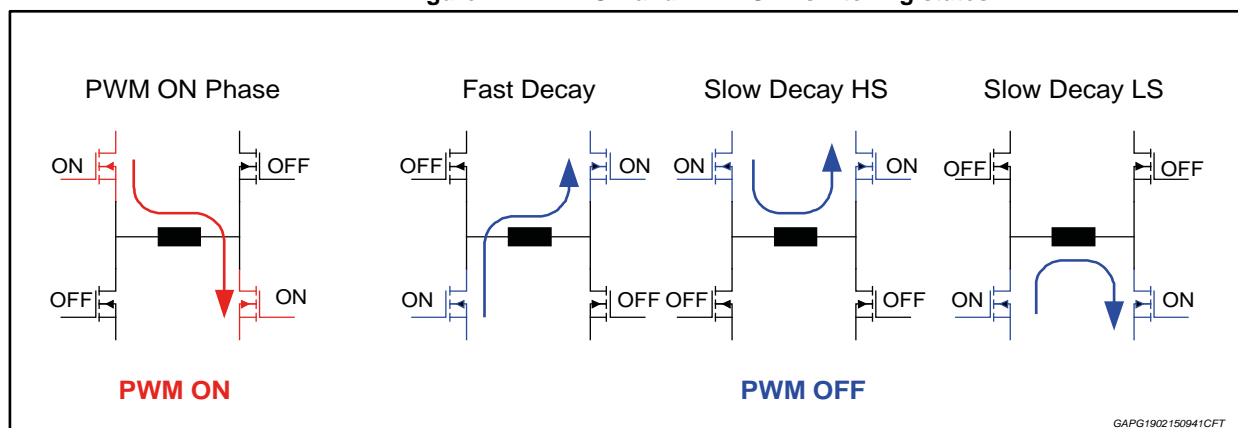 PWM ON Phase
Fast Decay
Slow Decay HS
Slow Decay LS
ON
OFF
OFF
ON
ON
ON
OFF
OFF
OFF
ON
ON
OFF
OFF
OFF
ON
ON
PWM ON
PWM OFF
GAPG1902150941CFT